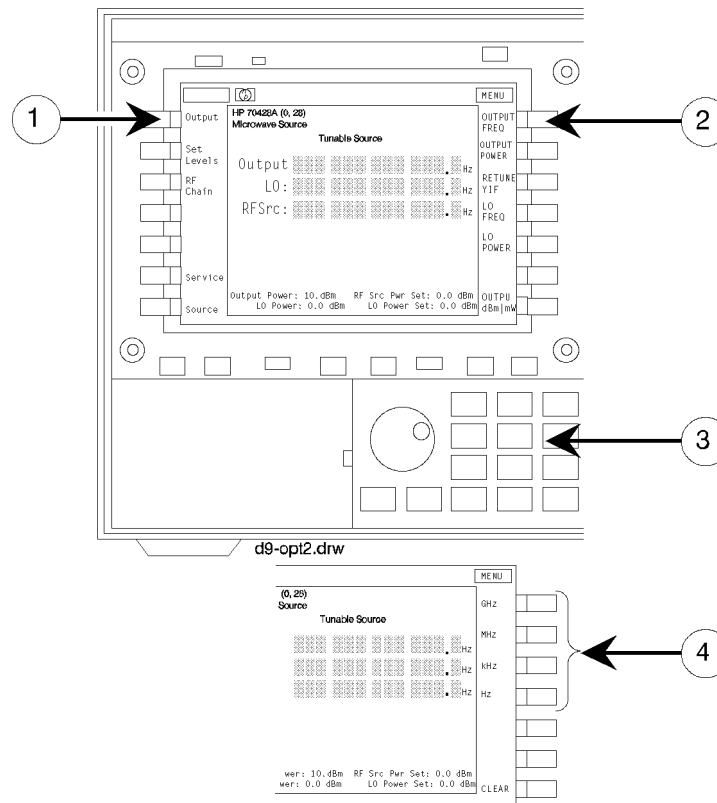 MENU
1
Output
HP 70428A (0, 28)
Microwave Source
OUTPUT
FREQ
2
Tunable Source
Set
Levels
Output
Hz
OUTPUT
POWER
RF
Chain
LO:
Hz
RETUNE
YIF
RFSrc:
Hz
LO
FREQ
LO
POWER
Service
Source
Output Power: 10.dBm RF Src Pwr Set: 0.0 dBm
LO Power: 0.0 dBm LO Power Set: 0.0 dBm
OUTPU
dBm|mW
3
d9-opt2.drw
MENU
(0, 28)
Source
GHz
Tunable Source
Hz
MHz
Hz
kHz
4
Hz
Hz
wer: 10.dBm RF Src Pwr Set: 0.0 dBm
wer: 0.0 dBm LO Power Set: 0.0 dBm
CLEAR